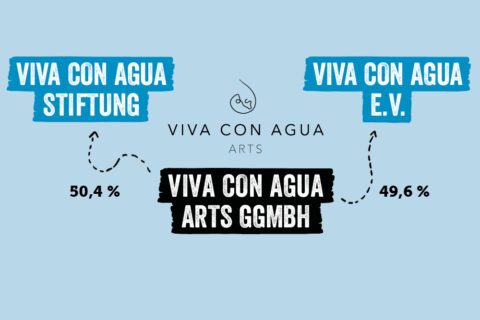 VIVA CON AGUA
STIFTUNG
VIVA CON AGUA
E.V.
VIVA CON AGUA
ARTS
50,4 %
VIVA CON AGUA
ARTS GGMBH
49,6 %